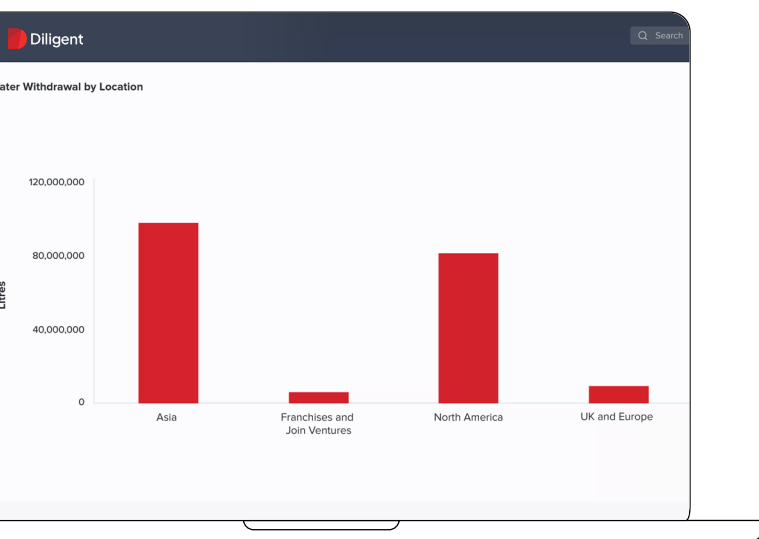 Diligent
Search
ater Withdrawal by Location
120,000,000
80,000,000
40,000,000
0
Litres
Asia
Franchises and
Join Ventures
North America
UK and Europe